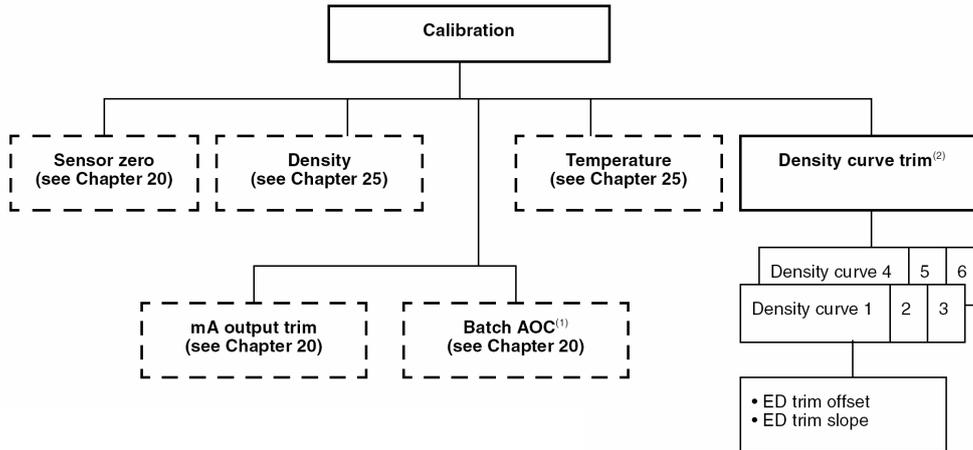 Calibration
Sensor zero
(see Chapter 20)
Density
(see Chapter 25)
Temperature
(see Chapter 25)
Density curve trim(2)
Density curve 4
5
6
Density curve 1
2
3
mA output trim
(see Chapter 20)
Batch AOC(1)
(see Chapter 20)
• ED trim offset
• ED trim slope